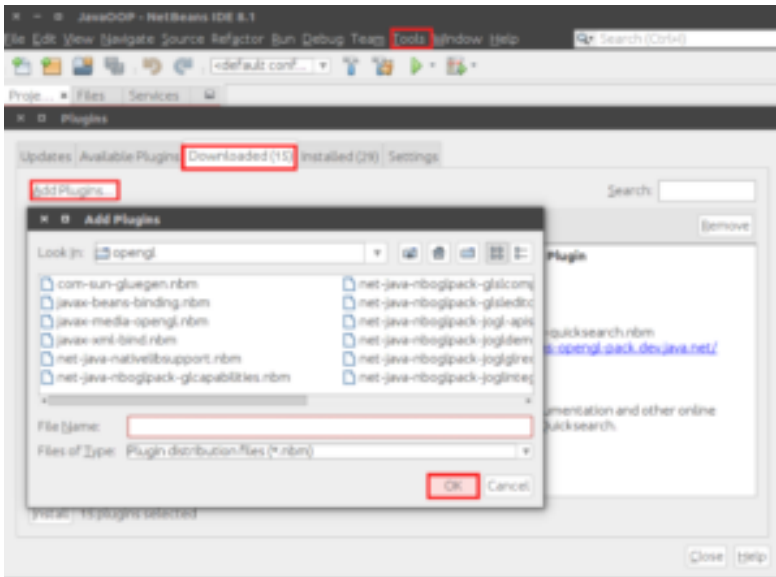 JavaOOP - NetBeans IDE 8.1
File Edit View Navigate Source Refactor Run Debug Team Tools Window Help
Search (Ctrl+I)
<default conf...
Proje... Files Services
Plugins
Updates Available Plugins Downloaded (15) Installed (29) Settings
Add Plugins... Search:
Add Plugins
Remove
Look In: opengl
Plugin
com-sun-gluegen.nbm net-java-nboglpack-glslcom
javax-beans-binding.nbm net-java-nboglpack-glsleditc
javax-media-opengl.nbm net-java-nboglpack-jogl-apis
javax-xml-bind.nbm net-java-nboglpack-jogldem
-quicksearch.nbm
net-java-nativelibsupport.nbm net-java-nboglpack-joglgire
s-opengl-pack.dev.java.net/
net-java-nboglpack-glcapabilities.nbm net-java-nboglpack-joglinteg
umentation and other online
File Name:
Quicksearch.
Files of Type: Plugin distribution files (*.nbm)
OK Cancel
Install 15 plugins selected
Close Help